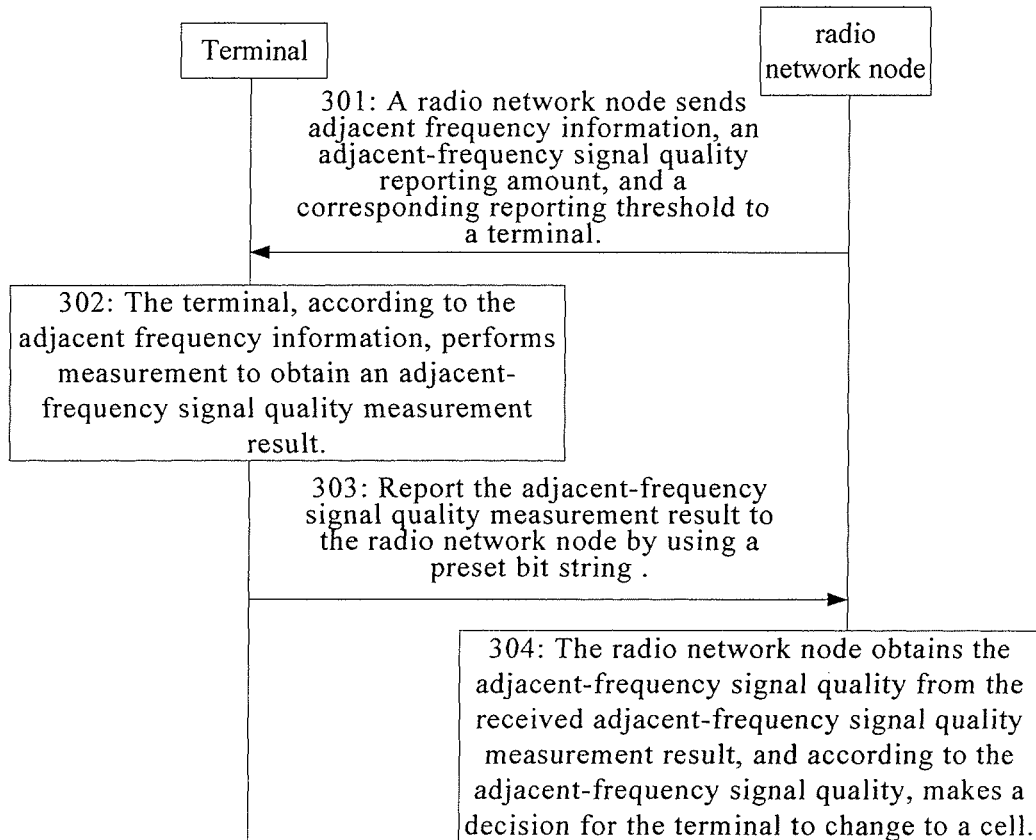 Terminal
radio
network node
301: A radio network node sends
adjacent frequency information, an
adjacent-frequency signal quality
reporting amount, and a
corresponding reporting threshold to
a terminal.
302: The terminal, according to the
adjacent frequency information, performs
measurement to obtain an adjacent-
frequency signal quality measurement
result.
303: Report the adjacent-frequency
signal quality measurement result to
the radio network node by using a
preset bit string .
304: The radio network node obtains the
adjacent-frequency signal quality from the
received adjacent-frequency signal quality
measurement result, and according to the
adjacent-frequency signal quality, makes a
decision for the terminal to change to a cell.